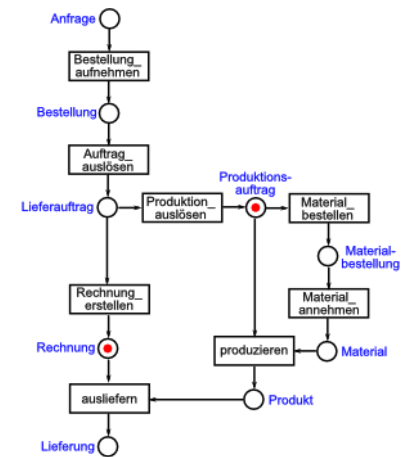 Anfrage
Bestellung_
aufnehmen
Bestellung
Auftrag_
auslösen
Lieferauftrag
Produktion_
auslösen
Produktions-
auftrag
Material_
bestellen
Material-
bestellung
Rechnung_
erstellen
Material_
annehmen
Rechnung
produzieren
Material
ausliefern
Produkt
Lieferung